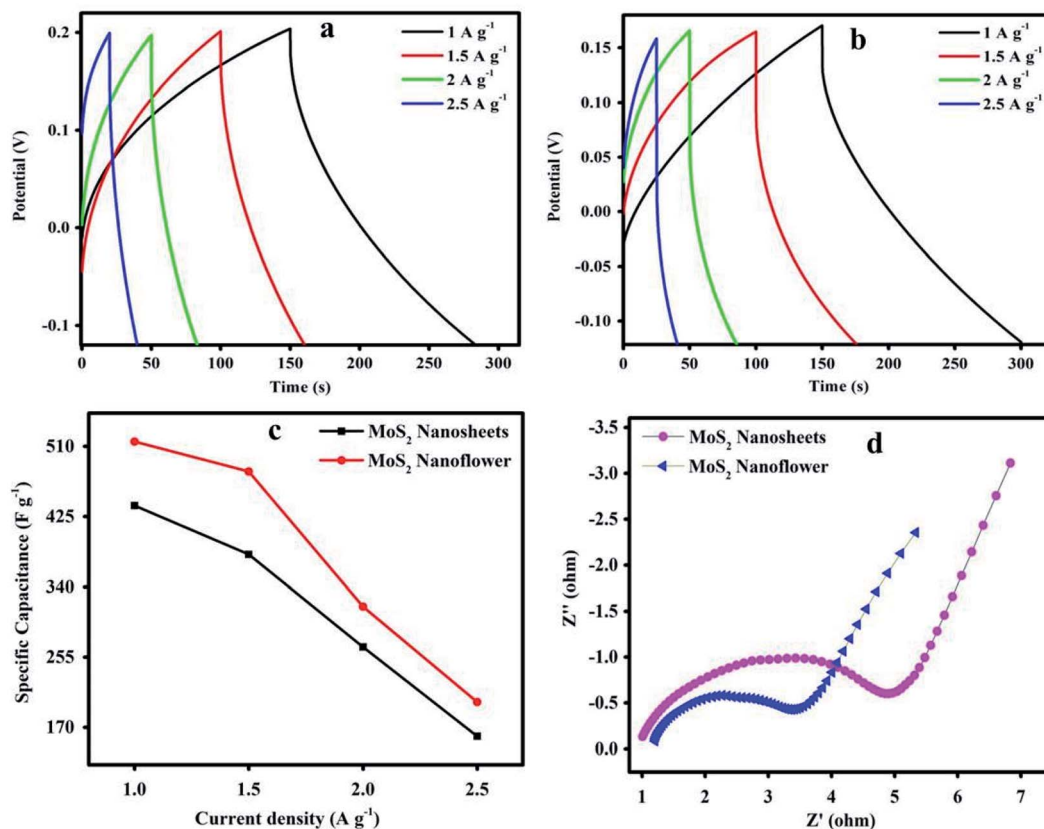 a
1 A g⁻¹
1.5 A g⁻¹
2 A g⁻¹
2.5 A g⁻¹
0.2
0.1
0.0
-0.1
Potential (V)
0 50 100 150 200 250 300
Time (s)
b
1 A g⁻¹
1.5 A g⁻¹
2 A g⁻¹
2.5 A g⁻¹
0.15
0.10
0.05
0.00
-0.05
-0.10
Potential (V)
0 50 100 150 200 250 300
Time (s)
c
MoS₂ Nanosheets
MoS₂ Nanoflower
510
425
340
255
170
Specific Capacitance (F g⁻¹)
1.0 1.5 2.0 2.5
Current density (A g⁻¹)
d
MoS₂ Nanosheets
MoS₂ Nanoflower
-3.5
-3.0
-2.5
-2.0
-1.5
-1.0
-0.5
0.0
Z'' (ohm)
1 2 3 4 5 6 7
Z' (ohm)